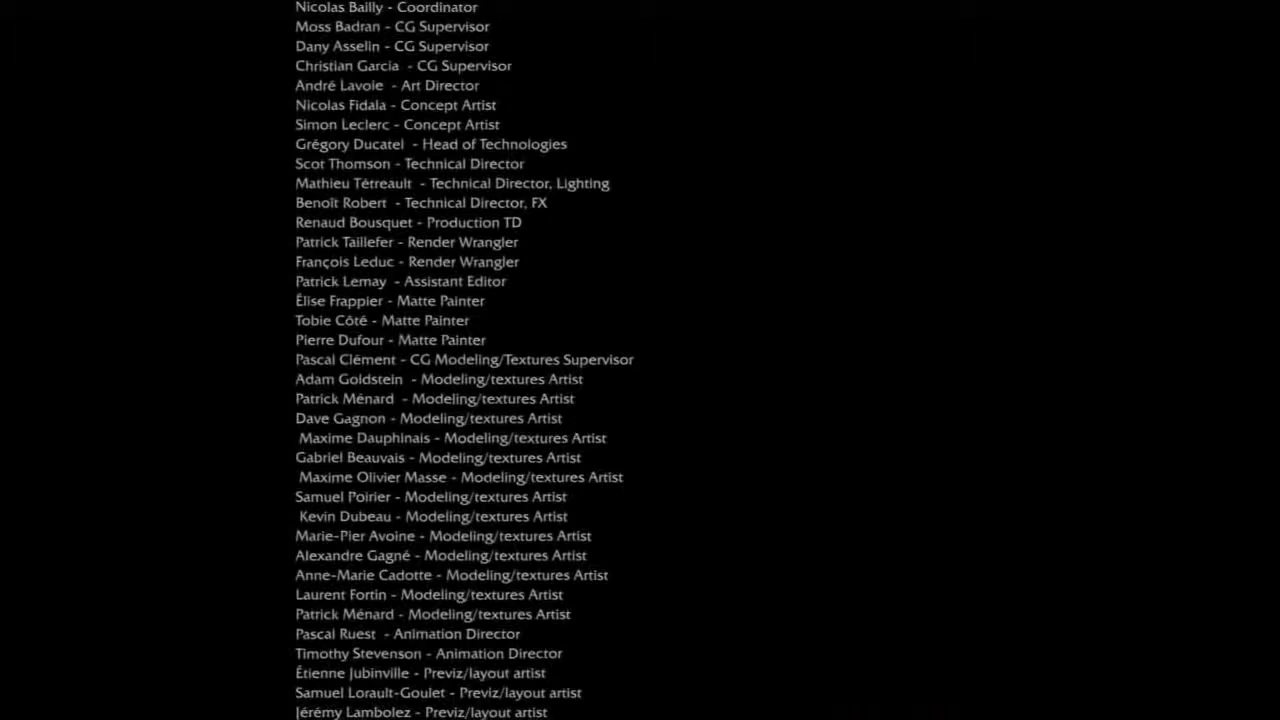 Nicolas Bailly - Coordinator
Moss Badran - CG Supervisor
Dany Asselin - CG Supervisor
Christian Garcia  - CG Supervisor
André Lavoie  - Art Director
Nicolas Fidala - Concept Artist
Simon Leclerc - Concept Artist
Grégory Ducatel  - Head of Technologies
Scot Thomson - Technical Director
Mathieu Tétreault  - Technical Director, Lighting
Benoît Robert  - Technical Director, FX
Renaud Bousquet - Production TD
Patrick Taillefer - Render Wrangler
François Leduc - Render Wrangler
Patrick Lemay  - Assistant Editor
Élise Frappier - Matte Painter
Tobie Côté - Matte Painter
Pierre Dufour - Matte Painter
Pascal Clément - CG Modeling/Textures Supervisor
Adam Goldstein  - Modeling/textures Artist
Patrick Ménard  - Modeling/textures Artist
Dave Gagnon - Modeling/textures Artist
Maxime Dauphinais - Modeling/textures Artist
Gabriel Beauvais - Modeling/textures Artist
Maxime Olivier Masse - Modeling/textures Artist
Samuel Poirier - Modeling/textures Artist
Kevin Dubeau - Modeling/textures Artist
Marie-Pier Avoine - Modeling/textures Artist
Alexandre Gagné - Modeling/textures Artist
Anne-Marie Cadotte - Modeling/textures Artist
Laurent Fortin - Modeling/textures Artist
Patrick Ménard - Modeling/textures Artist
Pascal Ruest  - Animation Director
Timothy Stevenson - Animation Director
Étienne Jubinville - Previz/layout artist
Samuel Lorault-Goulet - Previz/layout artist
Jérémy Lambolez - Previz/layout artist